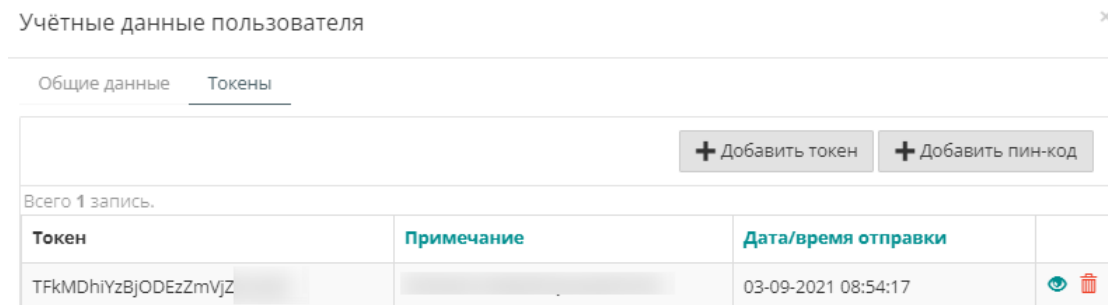 Учётные данные пользователя
Общие данные Токены
Добавить токен Добавить пин-код
Всего 1 запись.
Токен Примечание Дата/время отправки
TFkMDhiYzBjODEzZmVjZ 03-09-2021 08:54:17